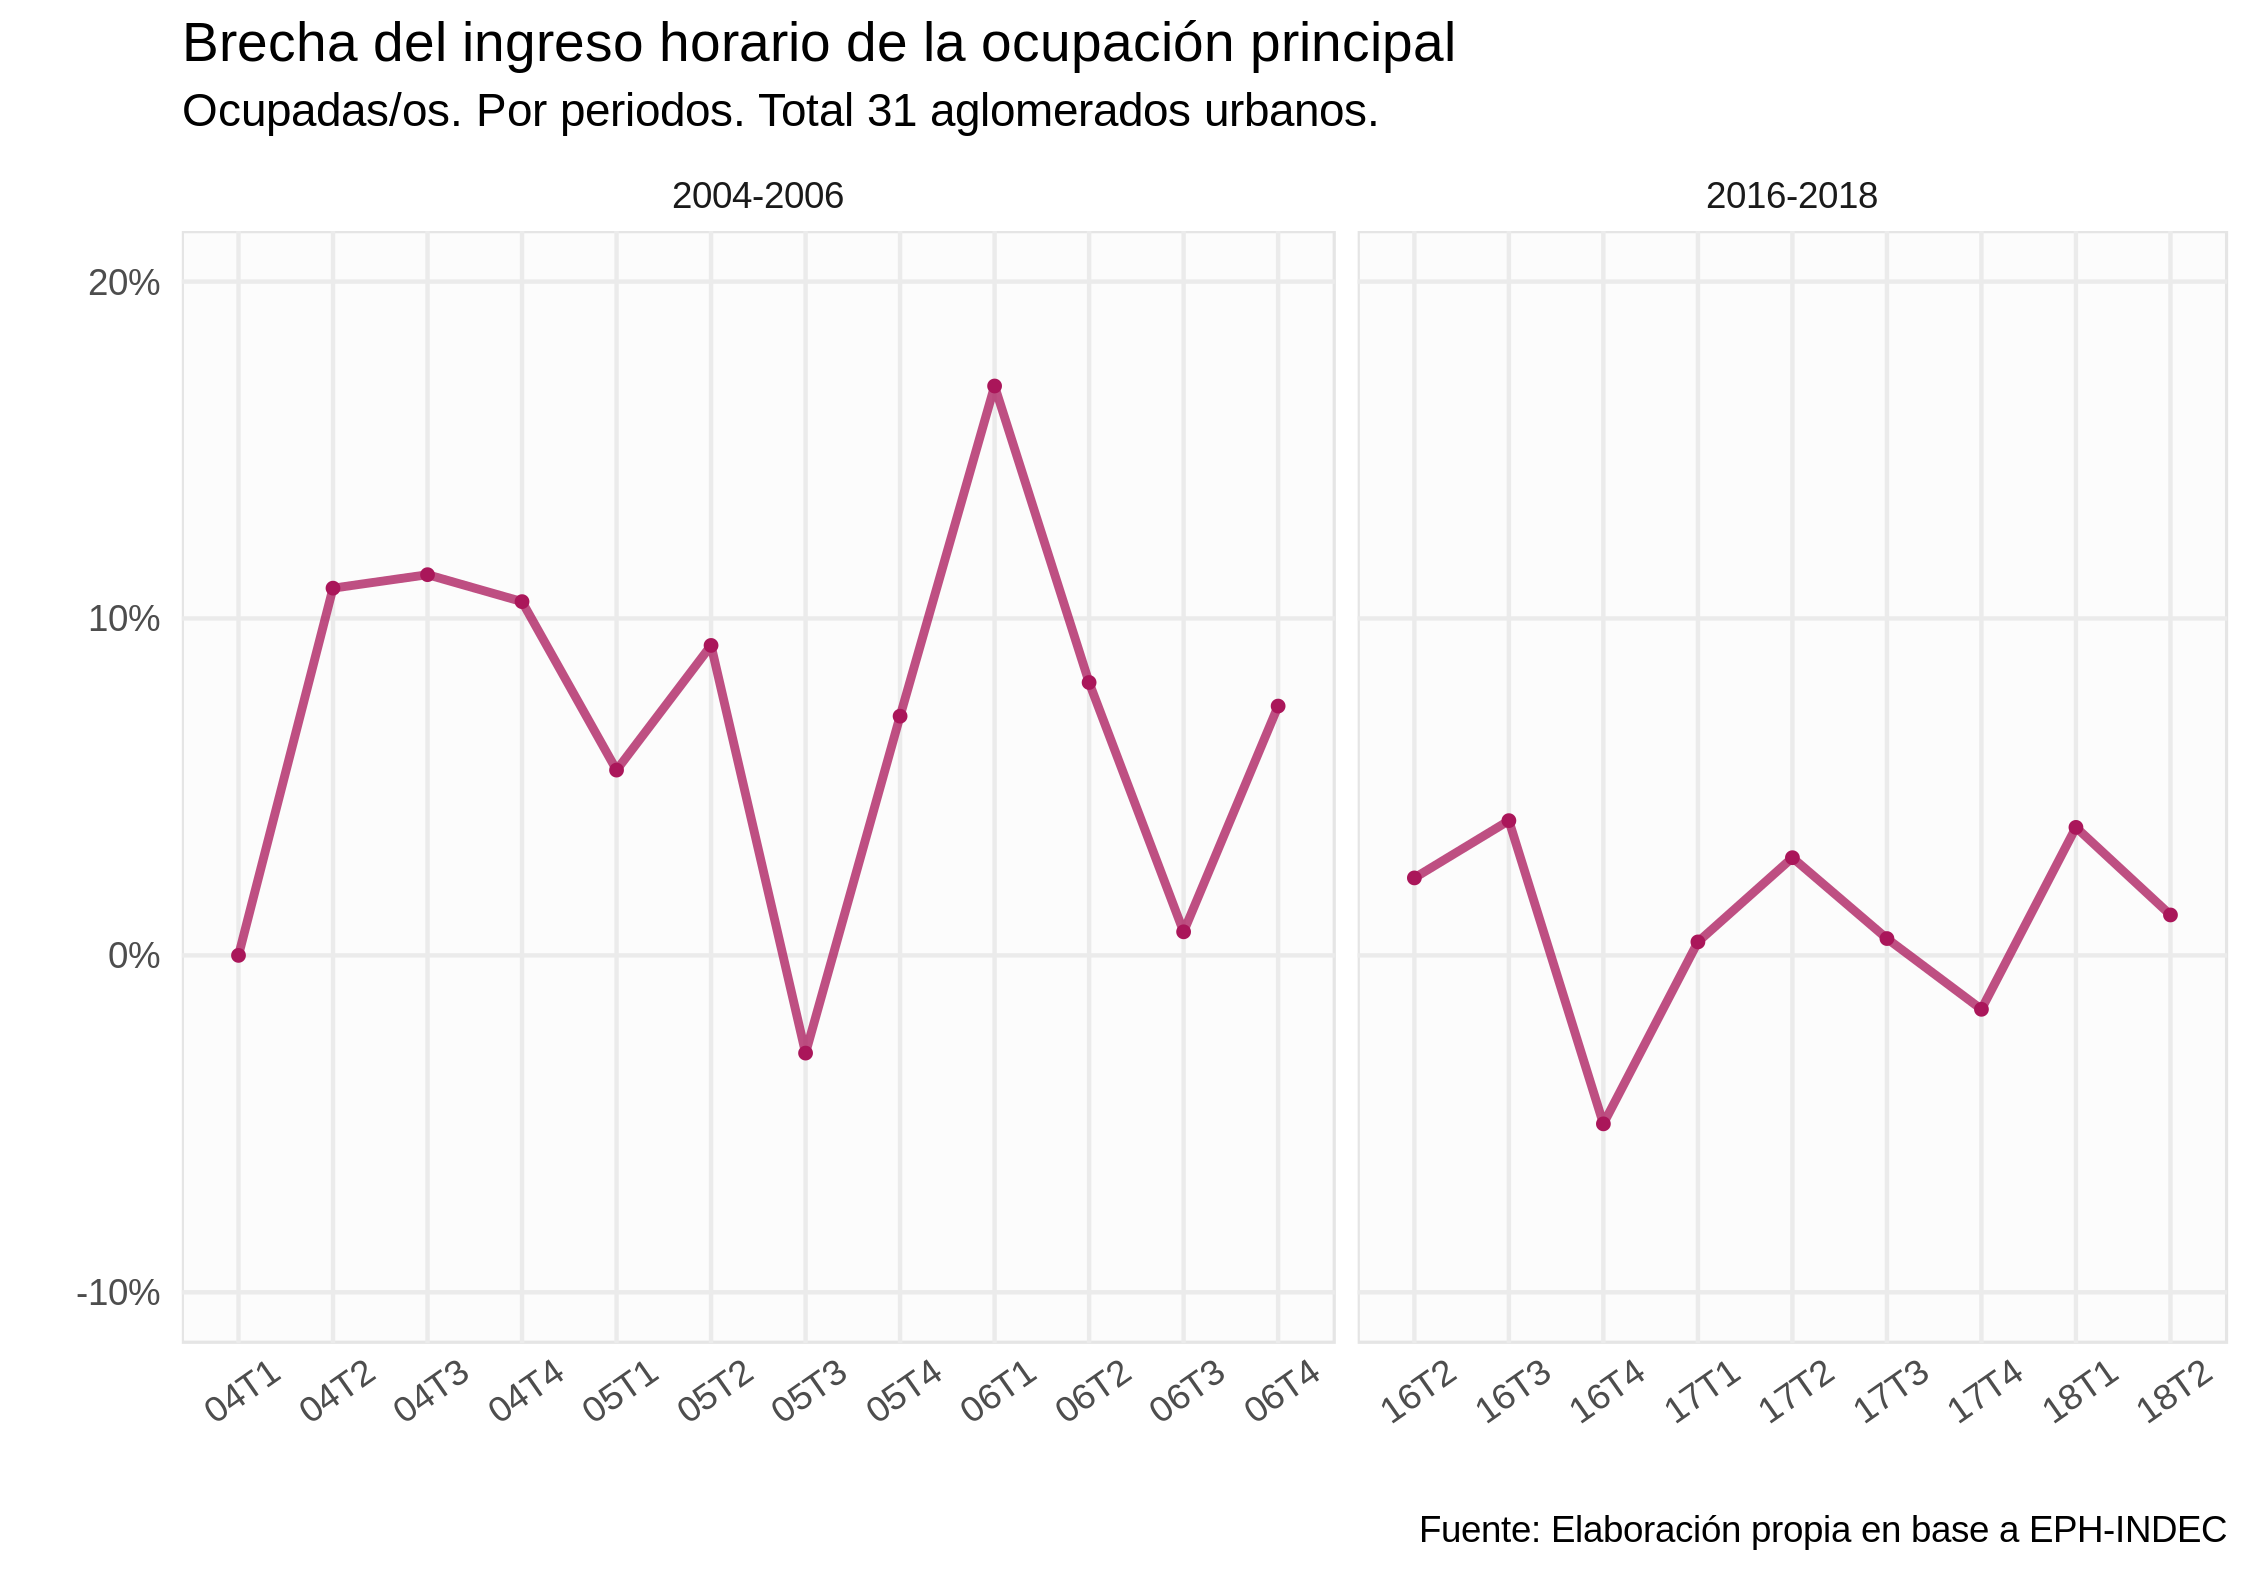 Brecha del ingreso horario de la ocupación principal
Ocupadas/os. Por periodos. Total 31 aglomerados urbanos.
2004-2006 2016-2018
20%
10%
0%
-10%
04T1 04T2 04T3 04T4 05T1 05T2 05T3 05T4 06T1 06T2 06T3 06T4 16T2 16T3 16T4 17T1 17T2 17T3 17T4 18T1 18T2
Fuente: Elaboración propia en base a EPH-INDEC